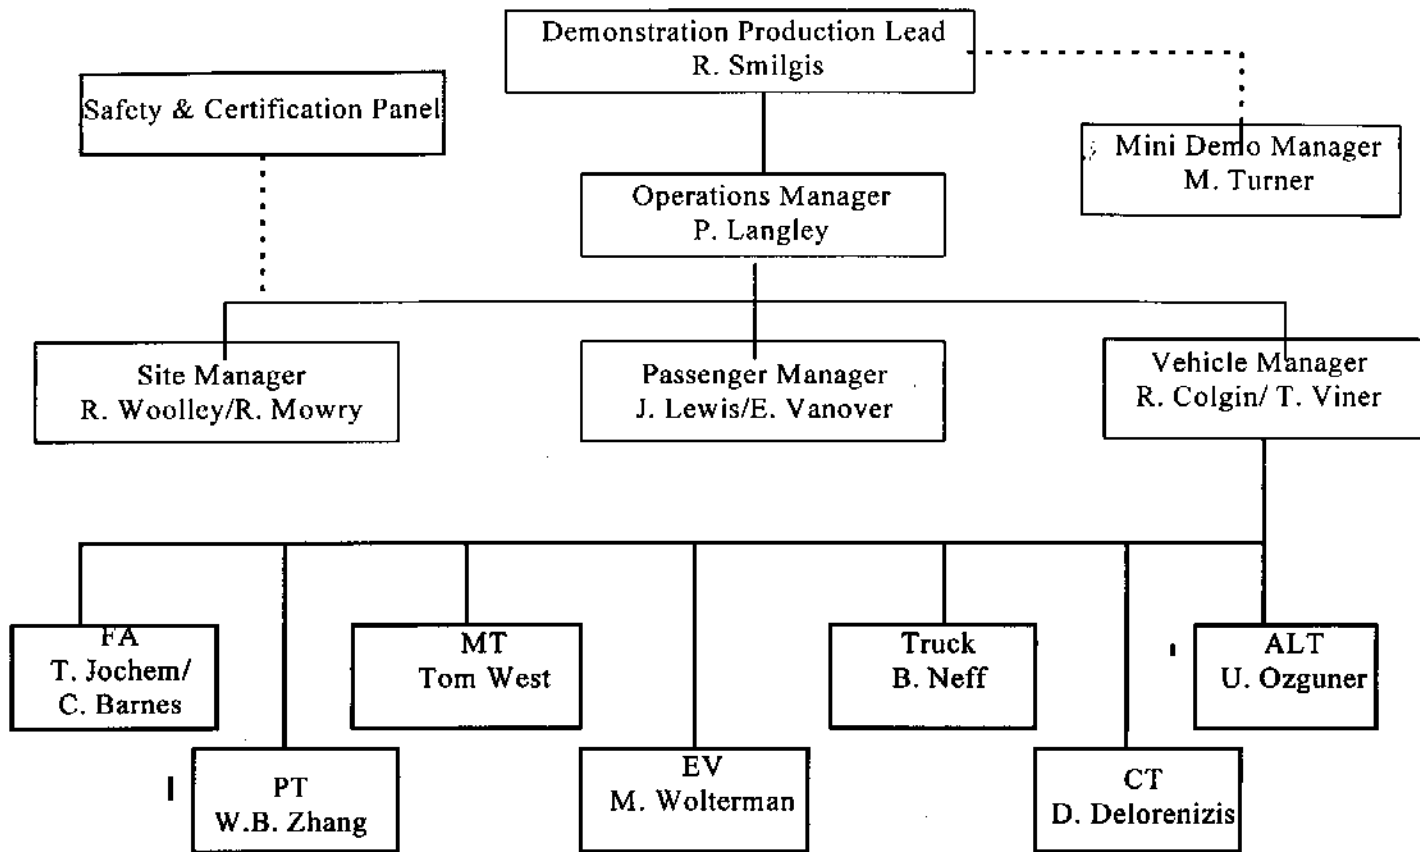 Demonstration Production Lead
R. Smilgis
Safety & Certification Panel
Mini Demo Manager
M. Turner
Operations Manager
P. Langley
Site Manager
R. Woolley/R. Mowry
Passenger Manager
J. Lewis/E. Vanover
Vehicle Manager
R. Colgin/ T. Viner
FA
T. Jochem/
C. Barnes
MT
Tom West
Truck
B. Neff
ALT
U. Ozguner
PT
W.B. Zhang
EV
M. Wolterman
CT
D. Delorenizis